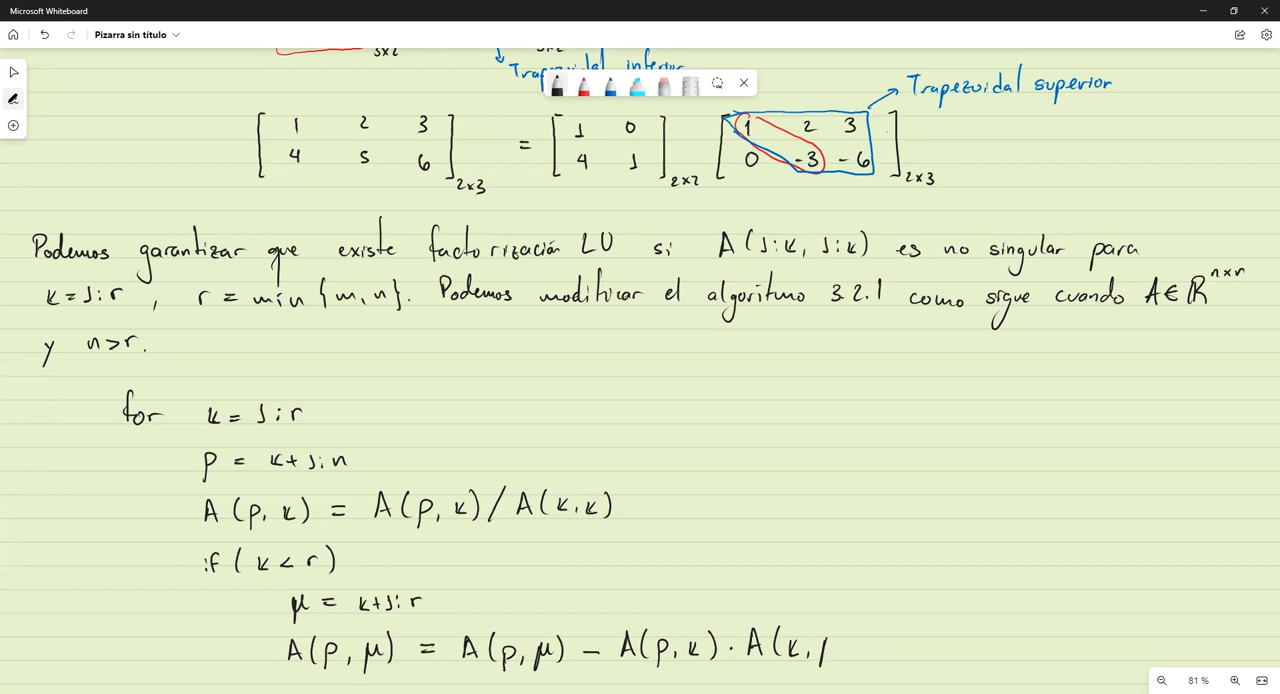 Microsoft Whiteboard
Pizarra sin título
3x2
Trapezoidal inferior
Trapezoidal superior
[ 1 2 3 = [ 1 0 ] [ 1 2 3
4 5 6 ]2x3 4 1 ]2x2 0 -3 -6 ]2x3
Podemos garantizar que existe factorización LU si A(1:k, 1:k) es no singular para
k = 1:r , r = mín {m, n}. Podemos modificar el algoritmo 3.2.1 como sigue cuando A ∈ ℝ^{n×r}
y n > r.
for k = 1:r
p = k+1:n
A(p, k) = A(p, k) / A(k, k)
if ( k < r )
μ = k+1:r
A(p, μ) = A(p, μ) - A(p, k) · A(k,
81 %